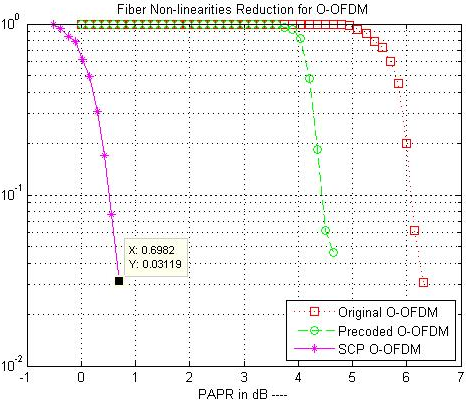 Fiber Non-linearities Reduction for O-OFDM
10^0
10^-1
10^-2
X: 0.6982
Y: 0.03119
Original O-OFDM
Precoded O-OFDM
SCP O-OFDM
-1 0 1 2 3 4 5 6 7
PAPR in dB ----